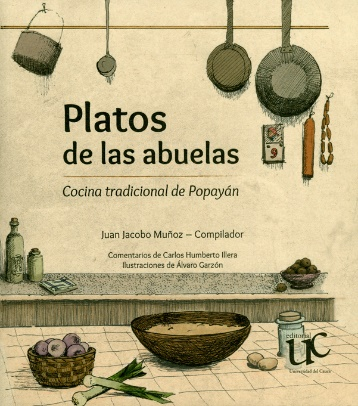 Platos
de las abuelas
Cocina tradicional de Popayán
Juan Jacobo Muñoz – Compilador
Comentarios de Carlos Humberto Illera
Ilustraciones de Álvaro Garzón
9
editorial
UC
Universidad del Cauca